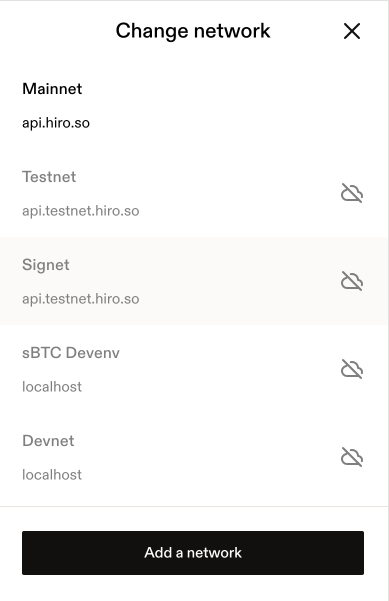 Change network
Mainnet
api.hiro.so
Testnet
api.testnet.hiro.so
Signet
api.testnet.hiro.so
sBTC Devenv
localhost
Devnet
localhost
Add a network